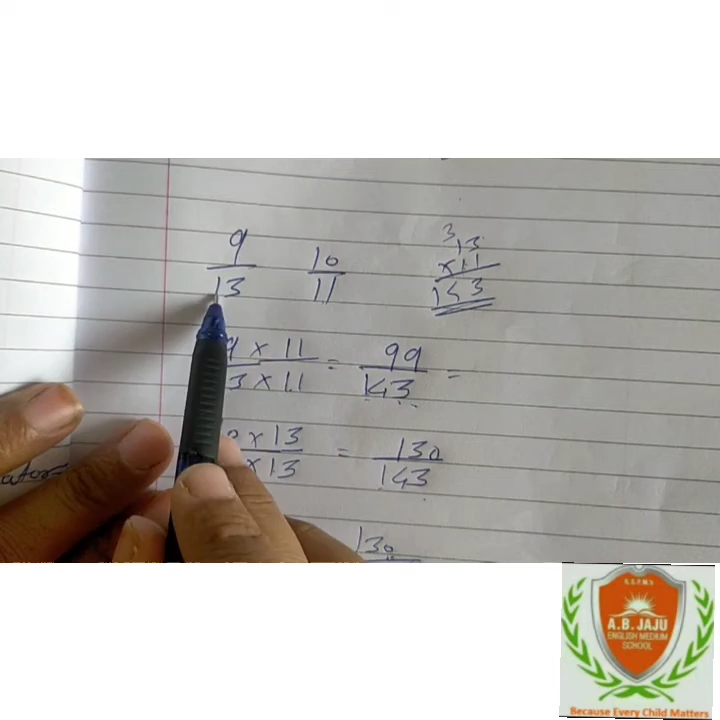 9/13 10/11
3
13
×11
143
9 × 11 / 3 × 11 = 99/143 =
× 13 / × 13 = 130/143
130
R.S.P.M's
A.B. JAJU
ENGLISH MEDIUM
SCHOOL
Because Every Child Matters